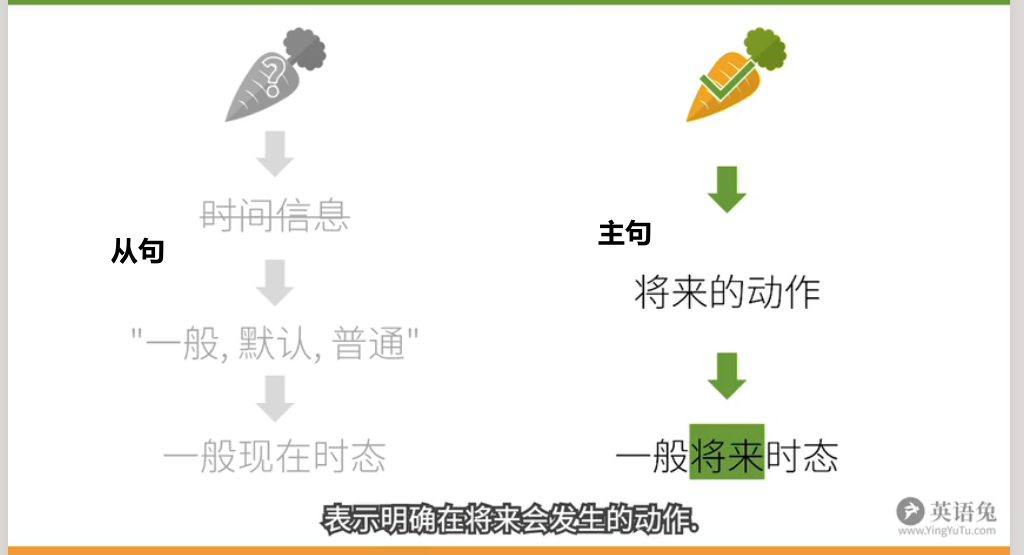 ?
时间信息
从句
"一般, 默认, 普通"
一般现在时态
主句
将来的动作
一般将来时态
表示明确在将来会发生的动作.
英语兔
www.YingYuTu.com